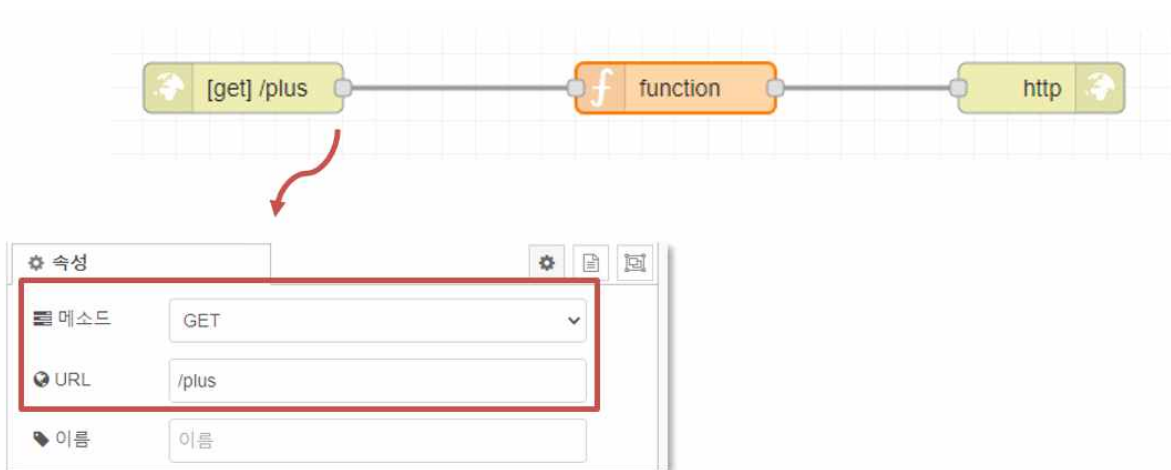 [get] /plus
function
http
속성
메소드 GET
URL /plus
이름 이름